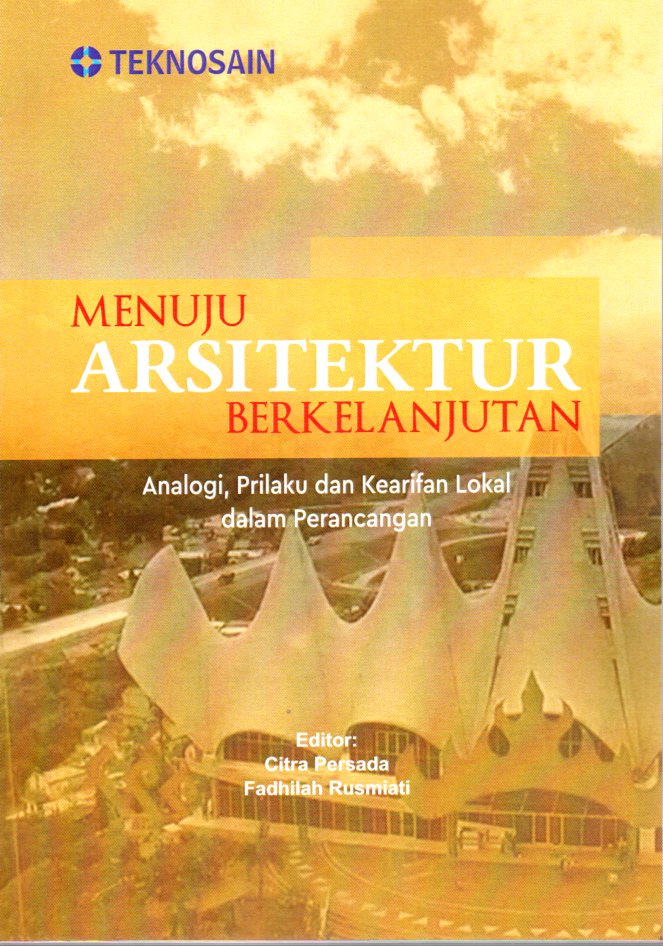 TEKNOSAIN
MENUJU
ARSITEKTUR
BERKELANJUTAN
Analogi, Prilaku dan Kearifan Lokal
dalam Perancangan
Editor:
Citra Persada
Fadhilah Rusmiati